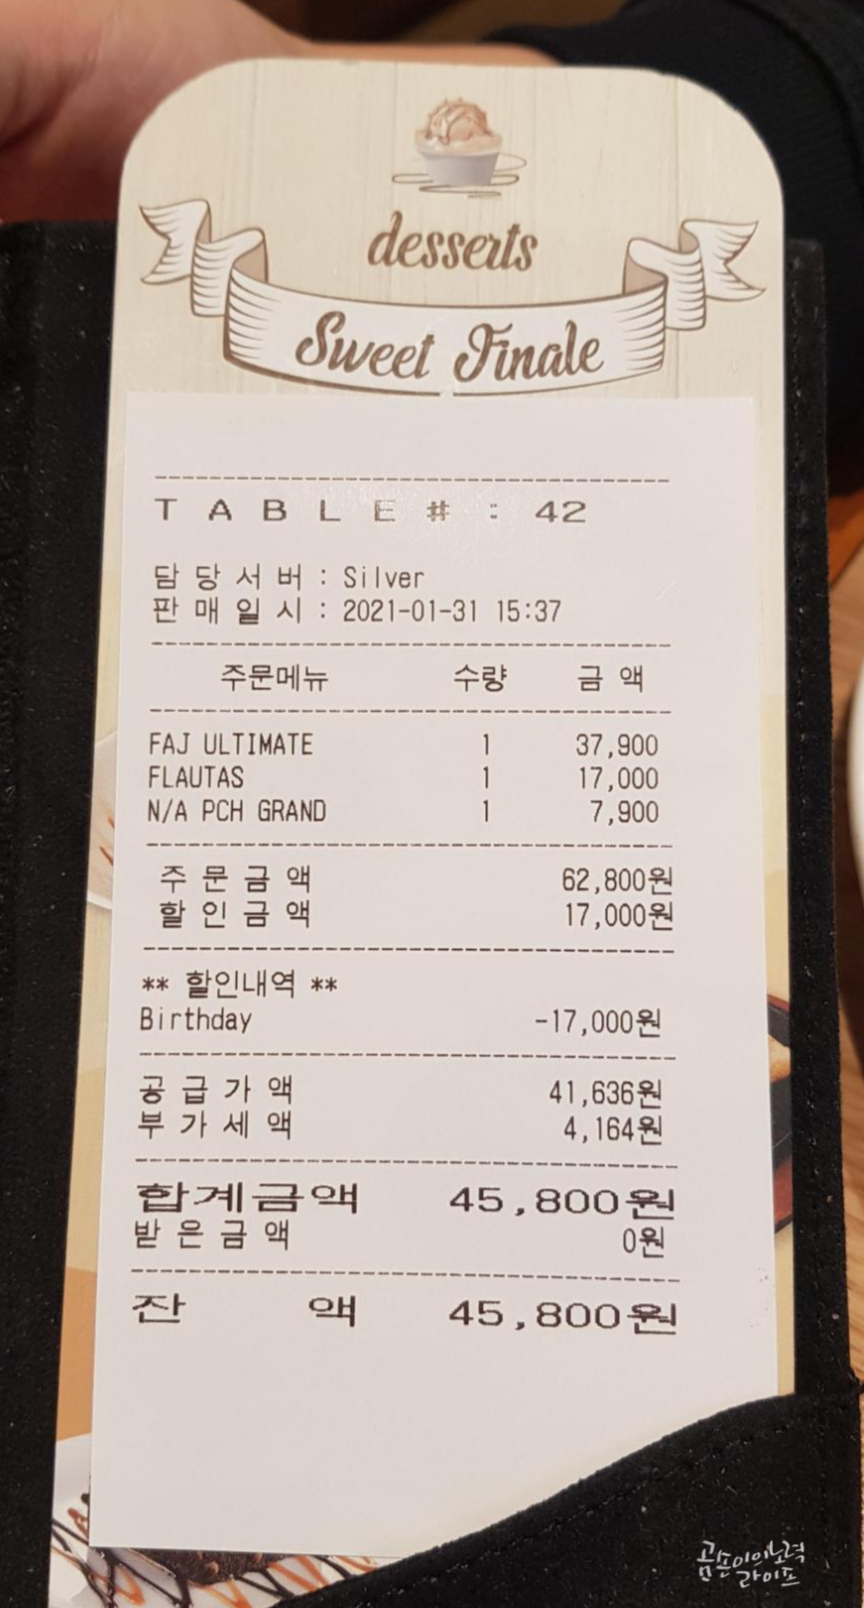 desserts
Sweet Finale
TABLE# : 42
담당서버 : Silver
판매일시 : 2021-01-31 15:37
주문메뉴 수량 금액
FAJ ULTIMATE 1 37,900
FLAUTAS 1 17,000
N/A PCH GRAND 1 7,900
주문금액 62,800원
할인금액 17,000원
** 할인내역 **
Birthday -17,000원
공급가액 41,636원
부가세액 4,164원
합계금액 45,800원
받은금액 0원
잔액 45,800원
곰손이의노력
라이프